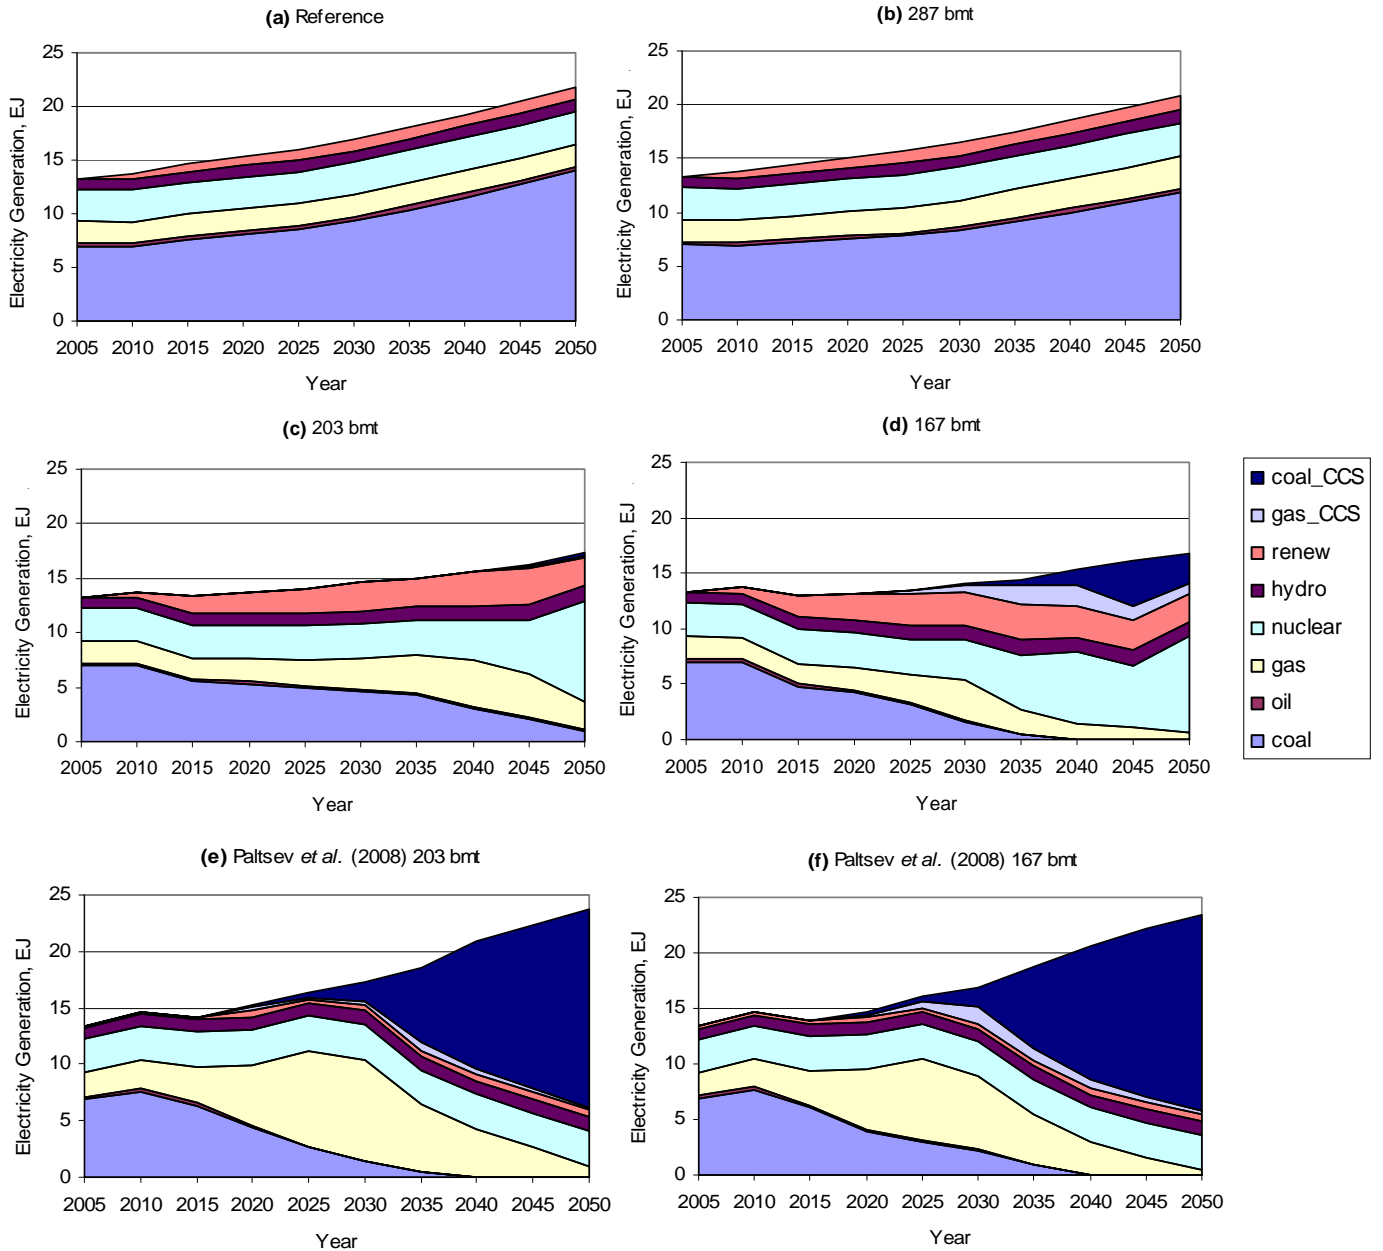 (a) Reference
Electricity Generation, EJ
25
20
15
10
5
0
2005 2010 2015 2020 2025 2030 2035 2040 2045 2050
Year
(b) 287 bmt
Electricity Generation, EJ
25
20
15
10
5
0
2005 2010 2015 2020 2025 2030 2035 2040 2045 2050
Year
(c) 203 bmt
Electricity Generation, EJ
25
20
15
10
5
0
2005 2010 2015 2020 2025 2030 2035 2040 2045 2050
Year
(d) 167 bmt
Electricity Generation, EJ
25
20
15
10
5
0
2005 2010 2015 2020 2025 2030 2035 2040 2045 2050
Year
coal_CCS
gas_CCS
renew
hydro
nuclear
gas
oil
coal
(e) Paltsev et al. (2008) 203 bmt
Electricity Generation, EJ
25
20
15
10
5
0
2005 2010 2015 2020 2025 2030 2035 2040 2045 2050
Year
(f) Paltsev et al. (2008) 167 bmt
Electricity Generation, EJ
25
20
15
10
5
0
2005 2010 2015 2020 2025 2030 2035 2040 2045 2050
Year